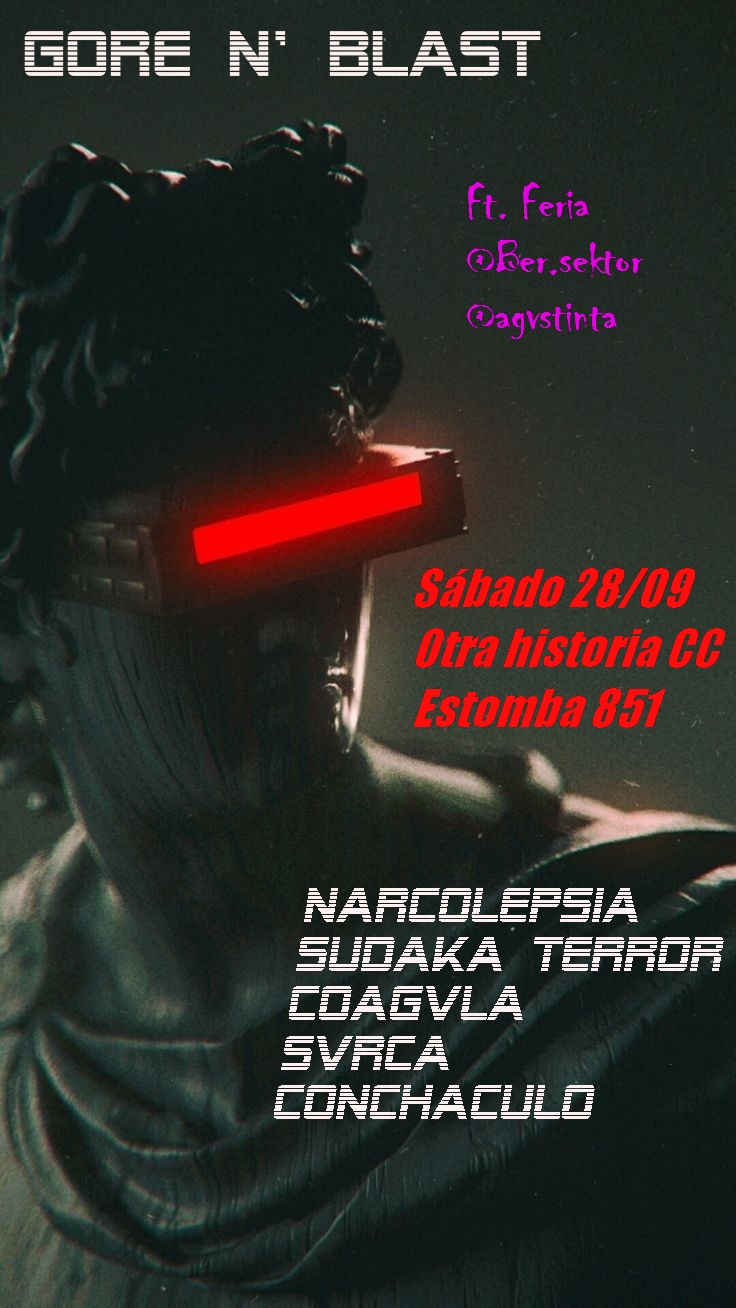 GORE N' BLAST
Ft. Feria
@Ber.sektor
@agvstinta
Sábado 28/09
Otra historia CC
Estomba 851
NARCOLEPSIA
SUDAKA TERROR
COAGVLA
SVRCA
CONCHACULO